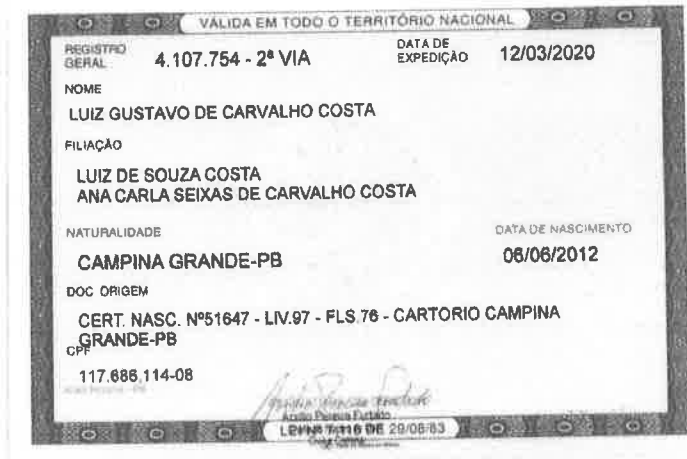 VÁLIDA EM TODO O TERRITÓRIO NACIONAL
REGISTRO GERAL 4.107.754 - 2ª VIA DATA DE EXPEDIÇÃO 12/03/2020
NOME
LUIZ GUSTAVO DE CARVALHO COSTA
FILIAÇÃO
LUIZ DE SOUZA COSTA
ANA CARLA SEIXAS DE CARVALHO COSTA
NATURALIDADE DATA DE NASCIMENTO
CAMPINA GRANDE-PB 06/06/2012
DOC ORIGEM
CERT. NASC. Nº51647 - LIV.97 - FLS.76 - CARTORIO CAMPINA
GRANDE-PB
CPF
117.686.114-08
LEI Nº 7.116 DE 29/08/83